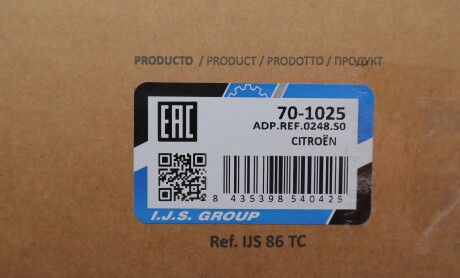 PRODUCTO / PRODUCT / PRODOTTO / ПРОДУКТ
EAC
70-1025
ADP.REF.0248.S0
CITROËN
8 435398 540425
I.J.S. GROUP
Ref. IJS 86 TC